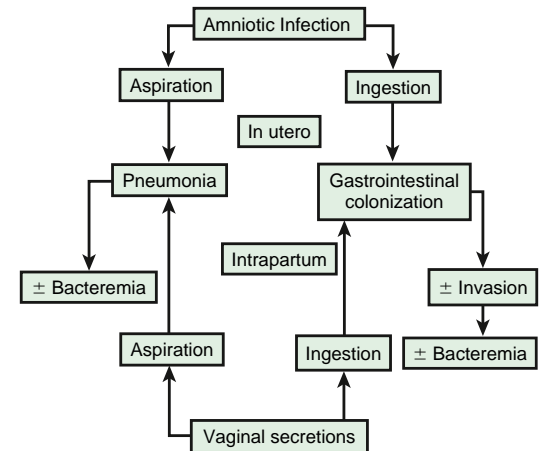 Amniotic Infection
Aspiration
Ingestion
In utero
Pneumonia
Gastrointestinal
colonization
Intrapartum
± Bacteremia
± Invasion
Aspiration
Ingestion
± Bacteremia
Vaginal secretions